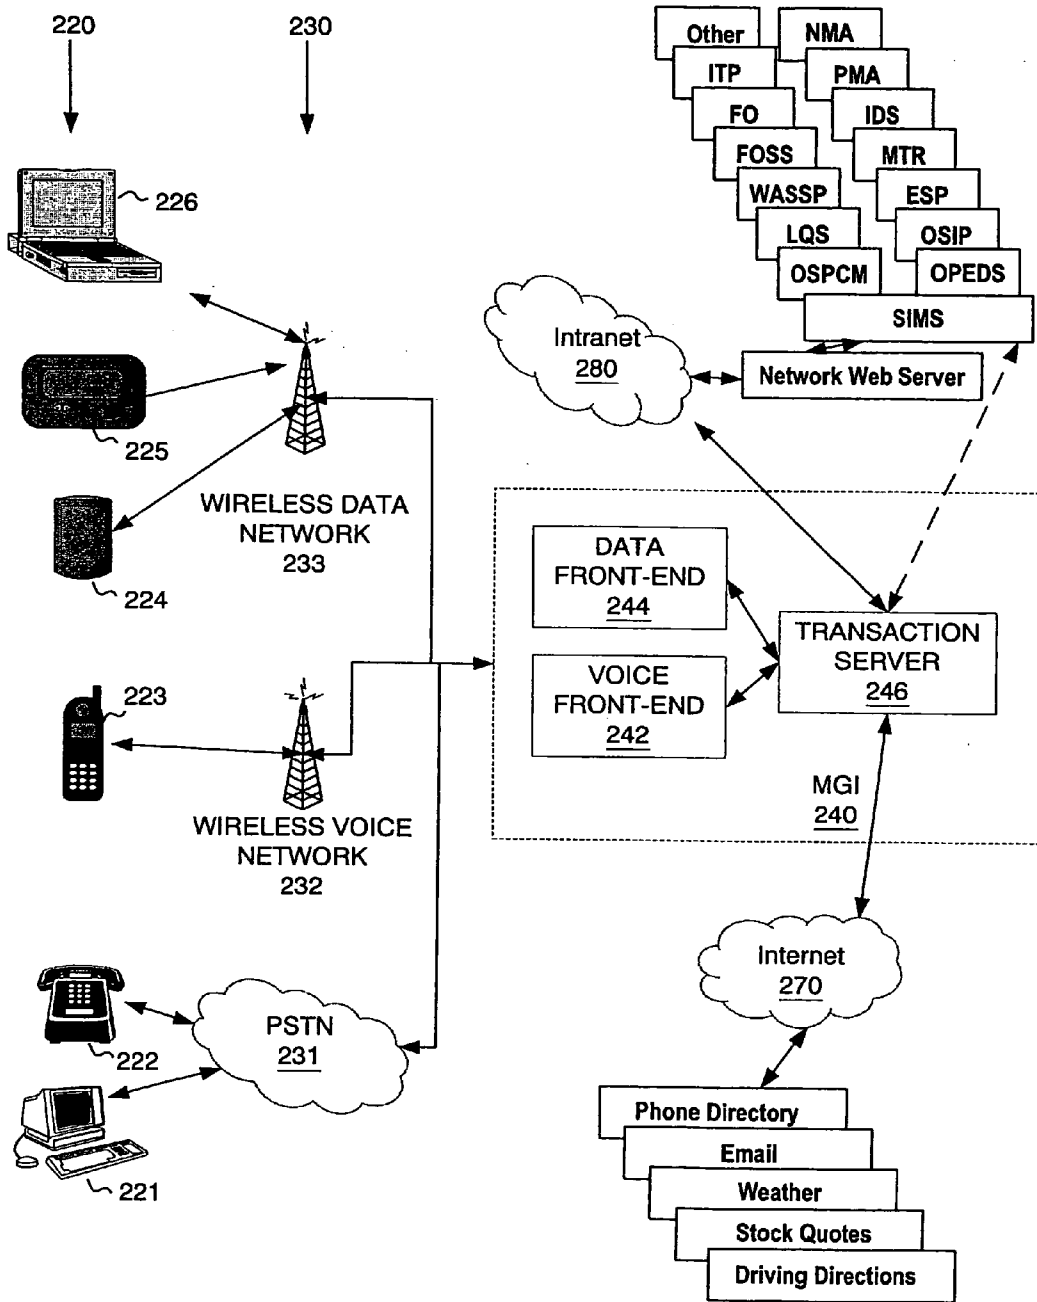 220
230
226
225
224
WIRELESS DATA
NETWORK
233
223
WIRELESS VOICE
NETWORK
232
222
221
PSTN
231
Other
ITP
FO
FOSS
WASSP
LQS
OSPCM
NMA
PMA
IDS
MTR
ESP
OSIP
OPEDS
SIMS
Network Web Server
Intranet
280
DATA
FRONT-END
244
VOICE
FRONT-END
242
TRANSACTION
SERVER
246
MGI
240
Internet
270
Phone Directory
Email
Weather
Stock Quotes
Driving Directions